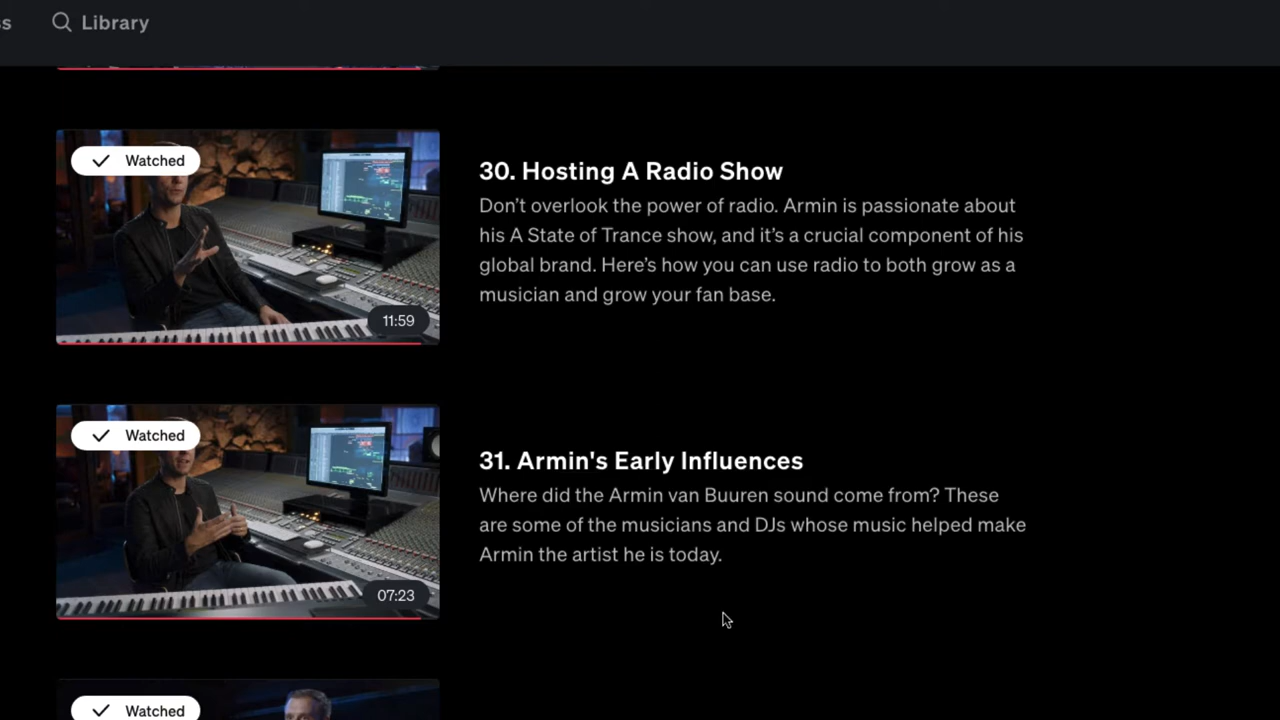 s Library
Watched
11:59
30. Hosting A Radio Show
Don’t overlook the power of radio. Armin is passionate about
his A State of Trance show, and it’s a crucial component of his
global brand. Here’s how you can use radio to both grow as a
musician and grow your fan base.
Watched
07:23
31. Armin's Early Influences
Where did the Armin van Buuren sound come from? These
are some of the musicians and DJs whose music helped make
Armin the artist he is today.
Watched